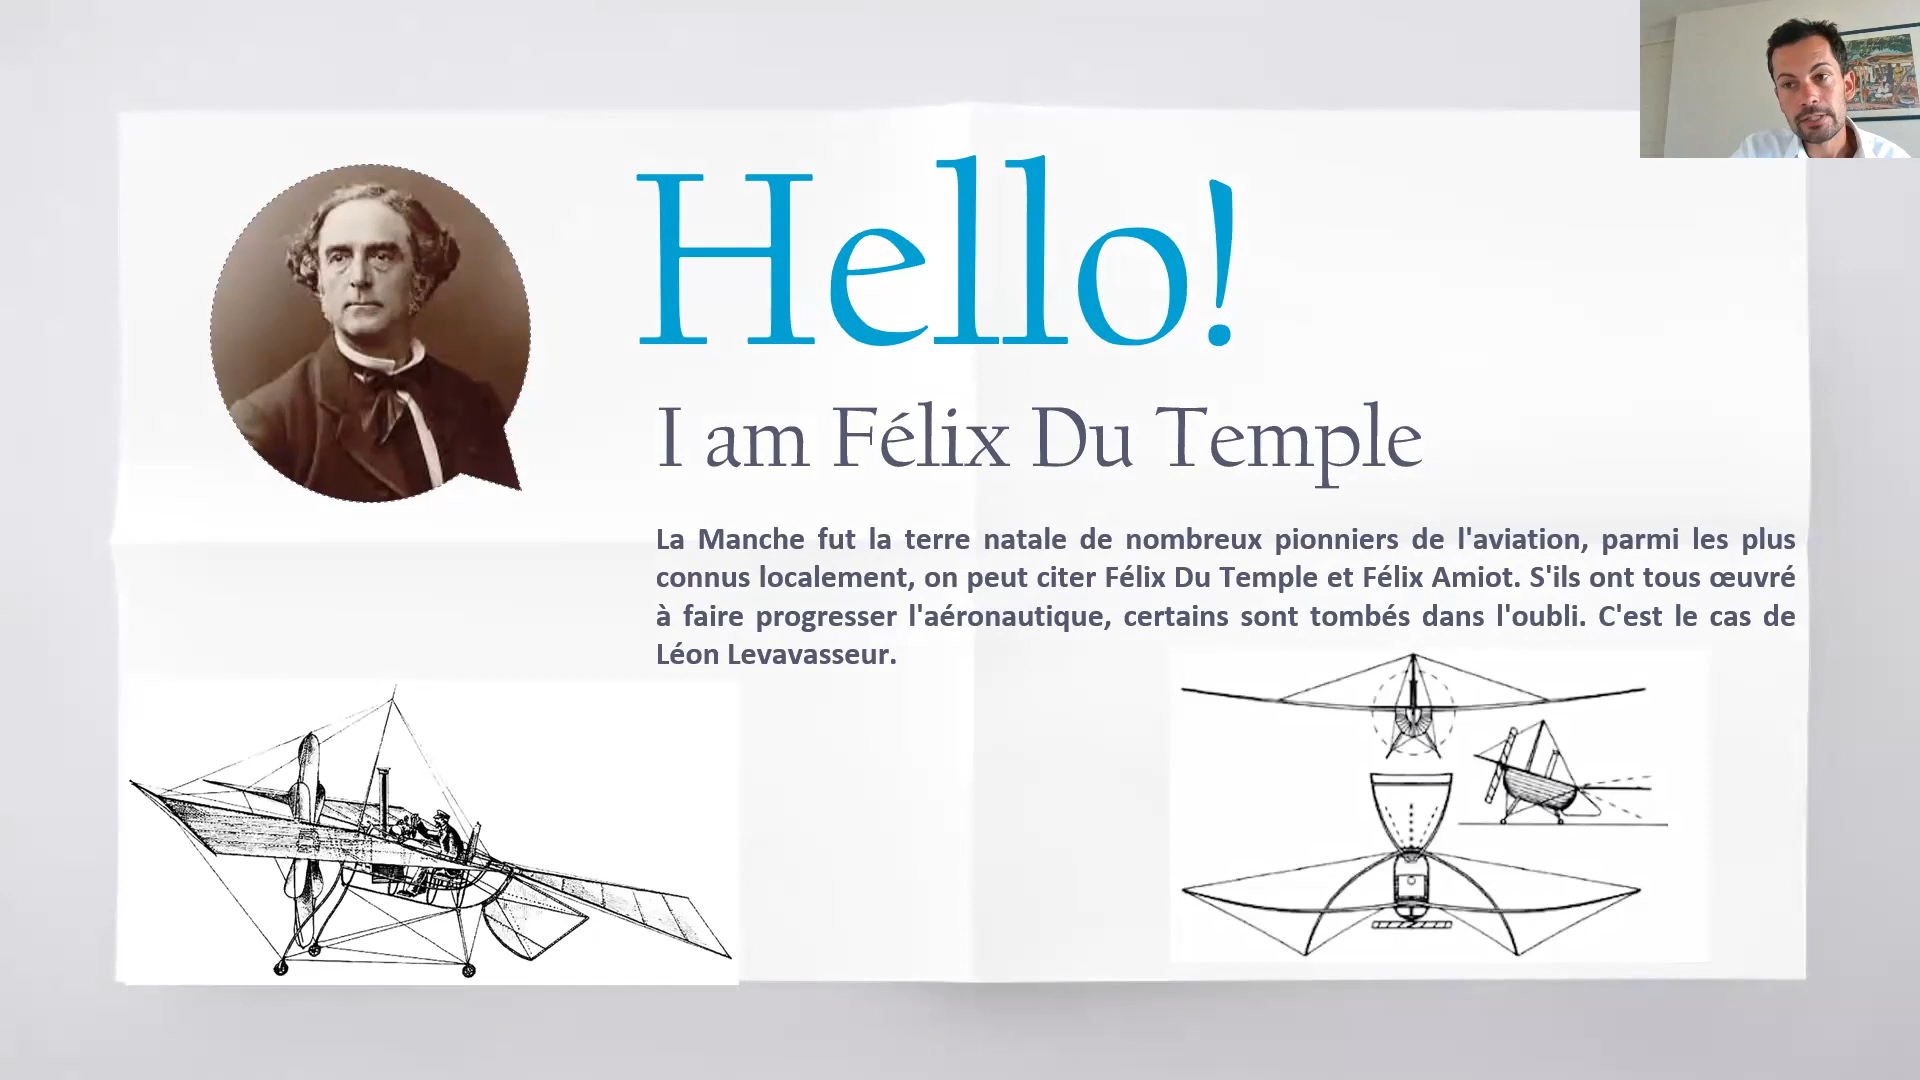 Hello!
I am Félix Du Temple
La Manche fut la terre natale de nombreux pionniers de l'aviation, parmi les plus
connus localement, on peut citer Félix Du Temple et Félix Amiot. S'ils ont tous œuvré
à faire progresser l'aéronautique, certains sont tombés dans l'oubli. C'est le cas de
Léon Levavasseur.